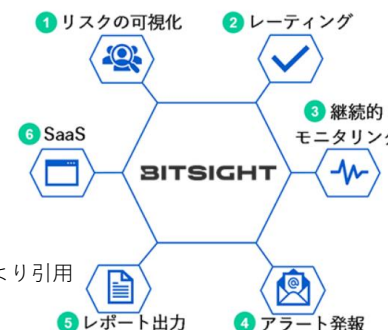 1 リスクの可視化
2 レーティング
3 継続的
モニタリング
6 SaaS
BITSIGHT
より引用
5 レポート出力
4 アラート発報